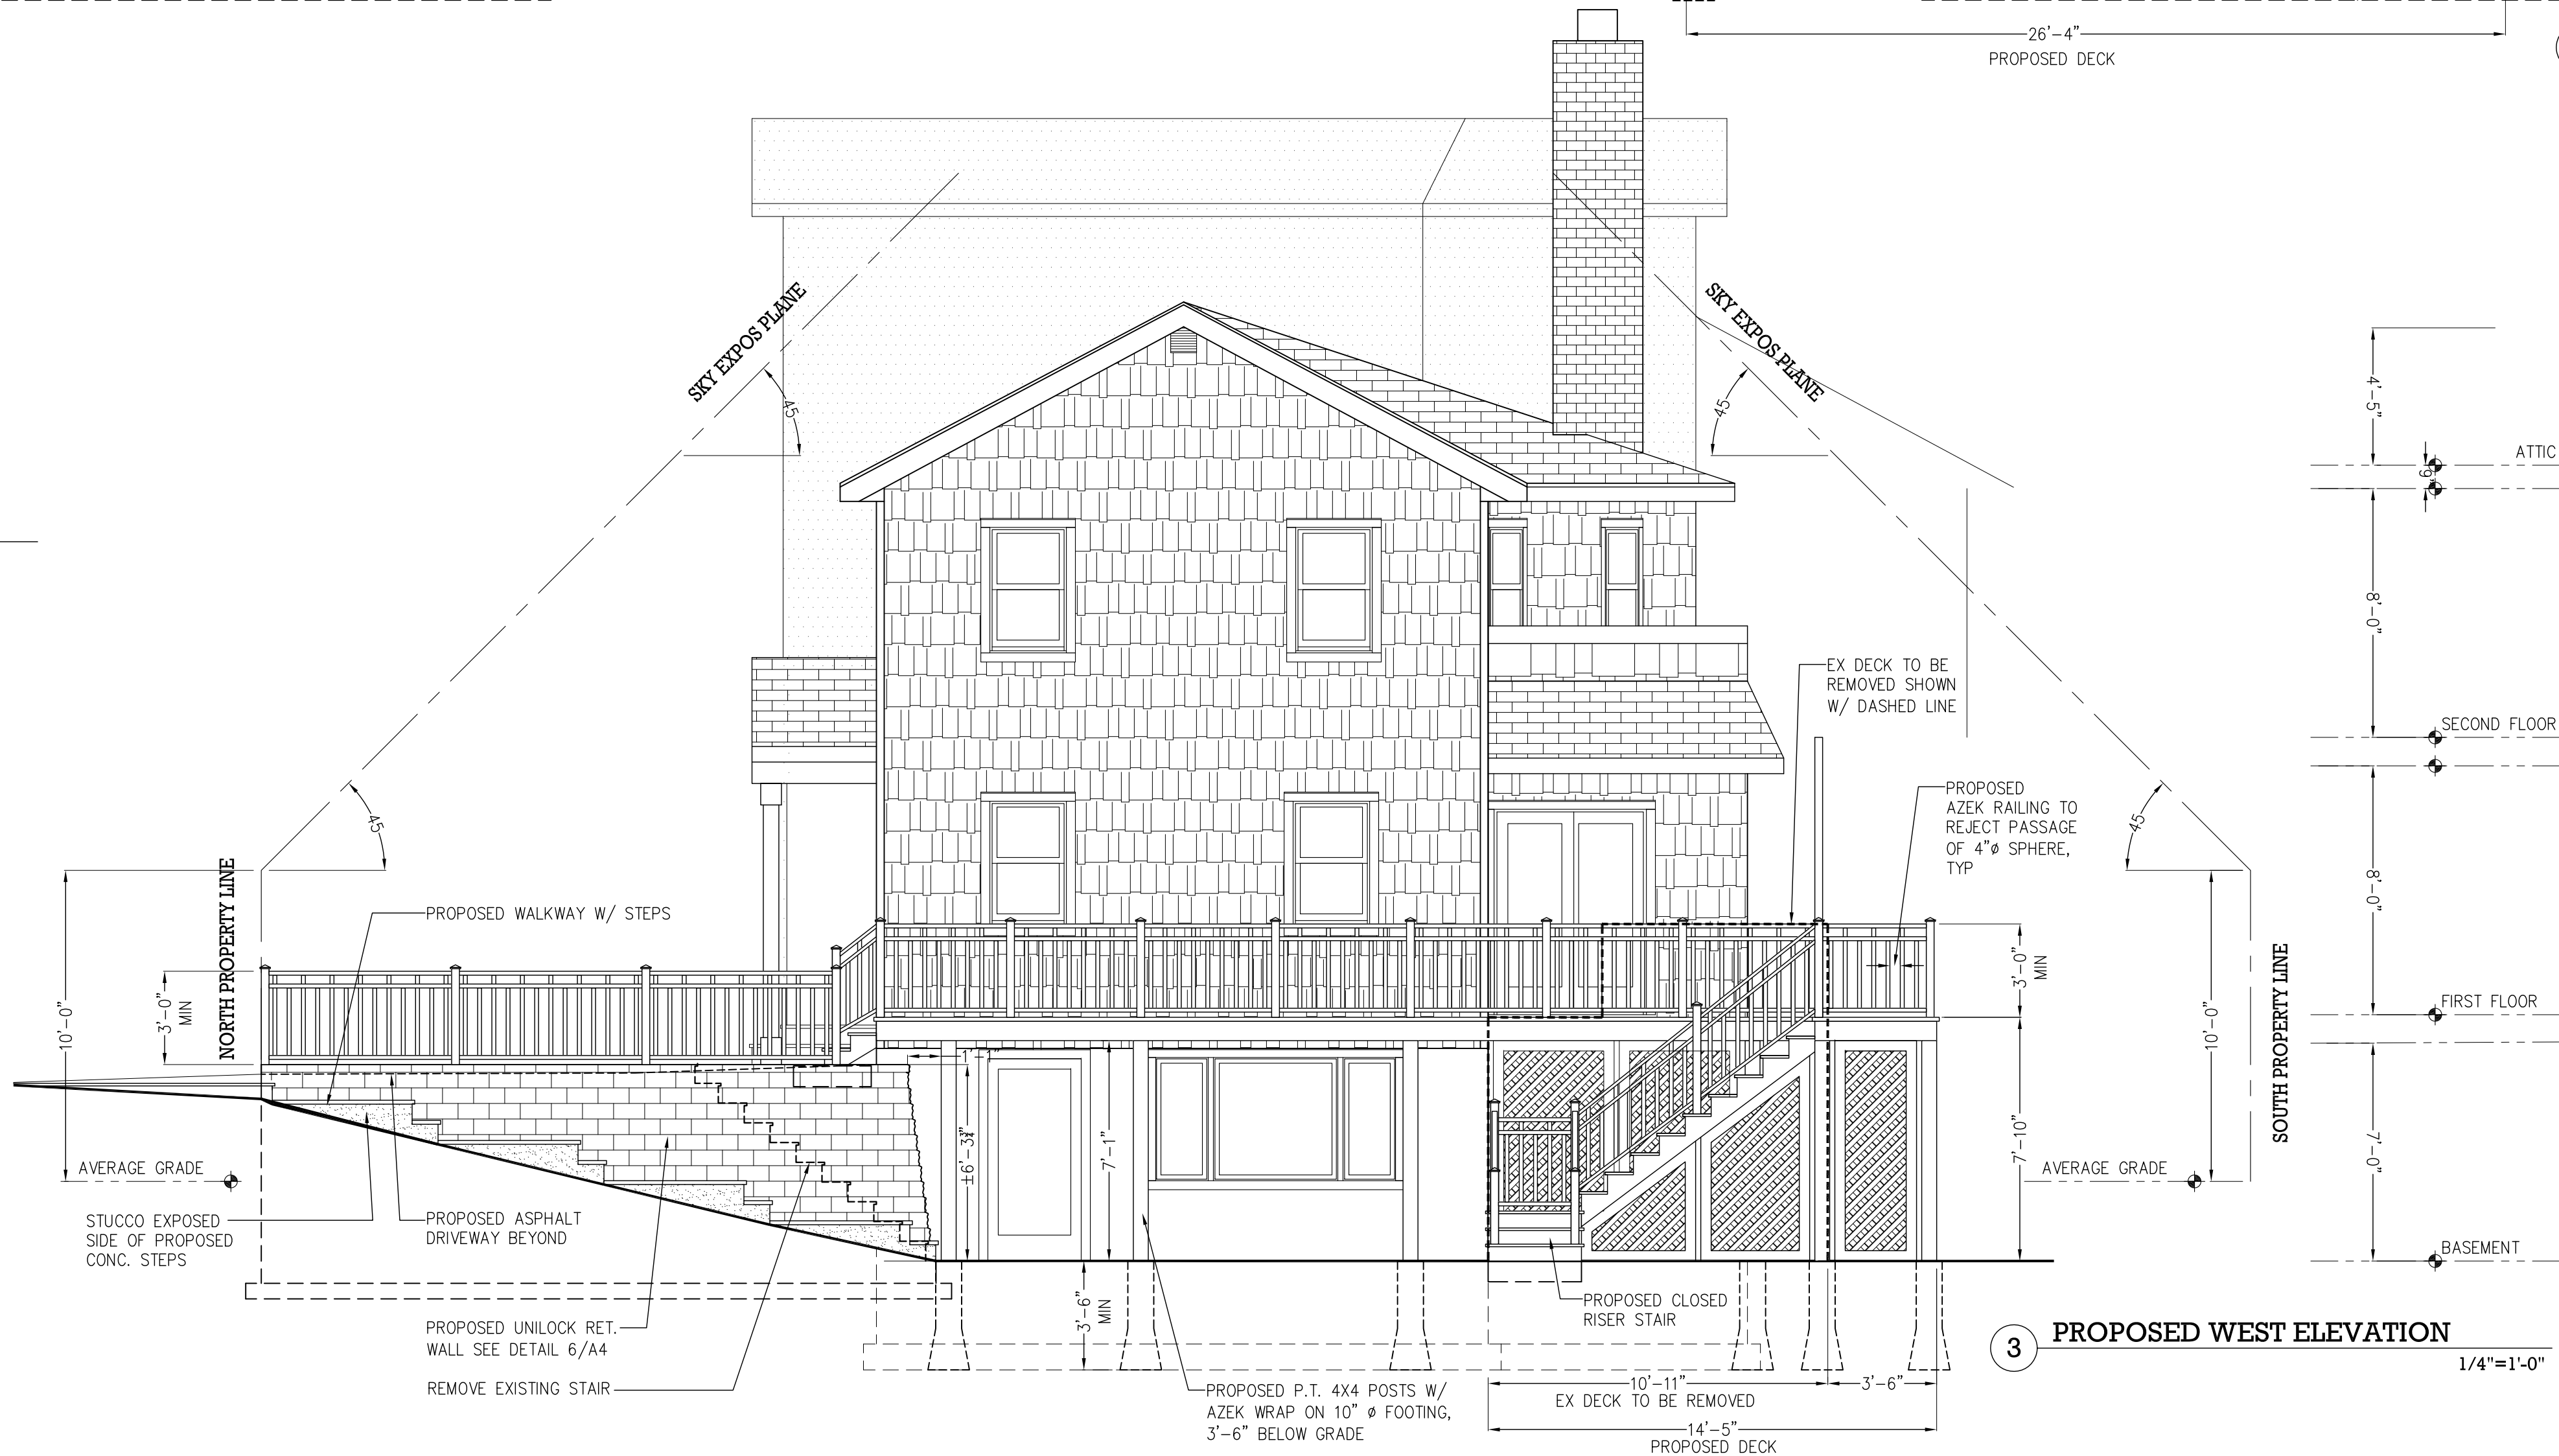 26'-4"
PROPOSED DECK
SKY EXPOS PLANE
45
SKY EXPOS PLANE
45
4'-5"
ATTIC
9"
8'-0"
EX DECK TO BE
REMOVED SHOWN
W/ DASHED LINE
SECOND FLOOR
PROPOSED
AZEK RAILING TO
REJECT PASSAGE
OF 4"ø SPHERE,
TYP
45
45
8'-0"
NORTH PROPERTY LINE
PROPOSED WALKWAY W/ STEPS
10'-0"
3'-0"
MIN
3'-0"
MIN
FIRST FLOOR
SOUTH PROPERTY LINE
10'-0"
7'-10"
7'-0"
1'-1"
7'-1"
AVERAGE GRADE
AVERAGE GRADE
STUCCO EXPOSED
SIDE OF PROPOSED
CONC. STEPS
PROPOSED ASPHALT
DRIVEWAY BEYOND
BASEMENT
3'-6"
MIN
PROPOSED CLOSED
RISER STAIR
PROPOSED UNILOCK RET.
WALL SEE DETAIL 6/A4
REMOVE EXISTING STAIR
PROPOSED P.T. 4X4 POSTS W/
AZEK WRAP ON 10" ø FOOTING,
3'-6" BELOW GRADE
10'-11"
EX DECK TO BE REMOVED
3'-6"
14'-5"
PROPOSED DECK
3
PROPOSED WEST ELEVATION
1/4"=1'-0"